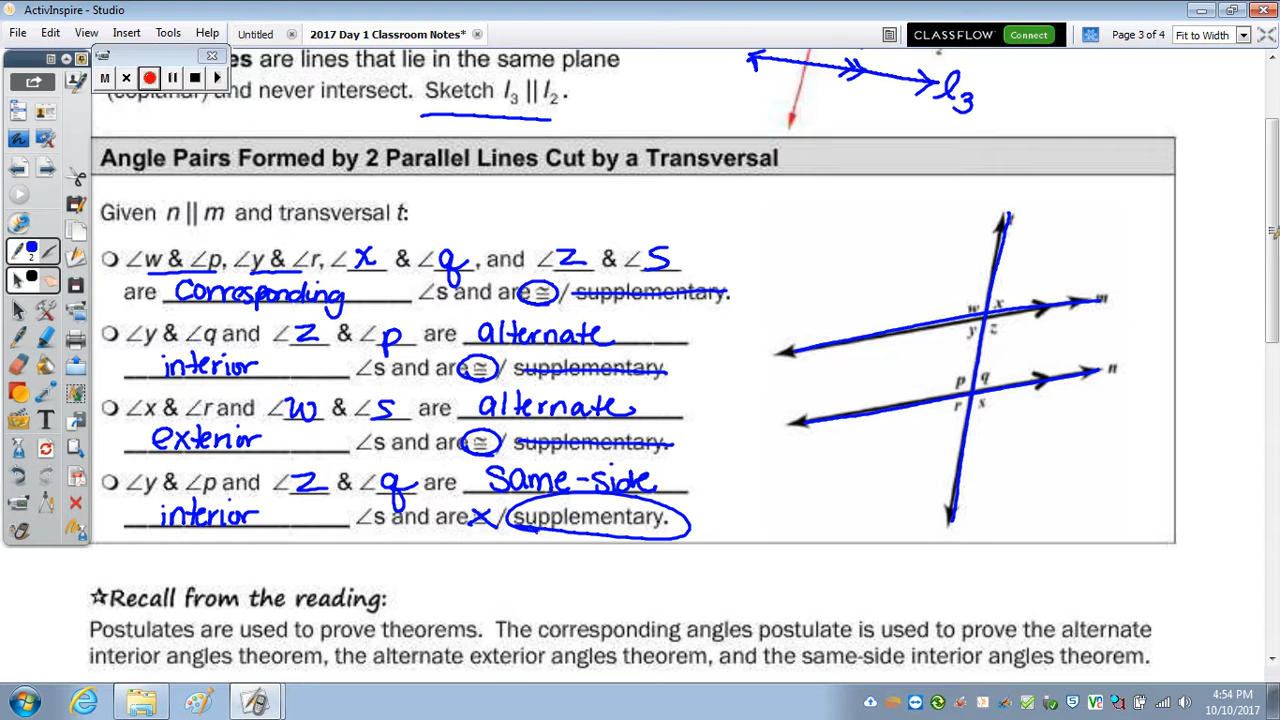 ActivInspire - Studio
File Edit View Insert Tools Help Untitled 2017 Day 1 Classroom Notes* CLASSFLOW Connect Page 3 of 4 Fit to Width
M
es are lines that lie in the same plane
(coplanar) and never intersect. Sketch l3 || l2.
l3
Angle Pairs Formed by 2 Parallel Lines Cut by a Transversal
Given n || m and transversal t:
∠w & ∠p, ∠y & ∠r, ∠x & ∠q, and ∠z & ∠s
are corresponding ∠s and are ≅ / supplementary.
∠y & ∠q and ∠z & ∠p are alternate
interior ∠s and are ≅ / supplementary.
∠x & ∠r and ∠w & ∠s are alternate
exterior ∠s and are ≅ / supplementary.
∠y & ∠p and ∠z & ∠q are same-side
interior ∠s and are ≅ / supplementary.
m
w x
y z
n
p q
r s
☆Recall from the reading:
Postulates are used to prove theorems. The corresponding angles postulate is used to prove the alternate
interior angles theorem, the alternate exterior angles theorem, and the same-side interior angles theorem.
4:54 PM
10/10/2017